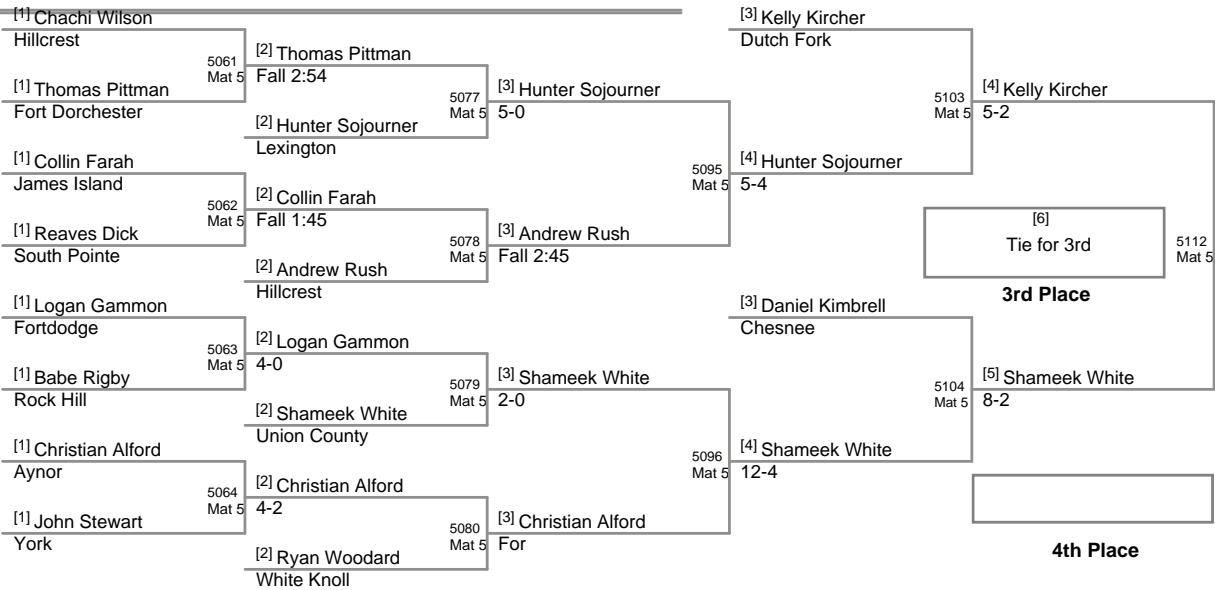 [1] Chachi Wilson
Hillcrest
5061
Mat 5
[1] Thomas Pittman
Fort Dorchester
[1] Collin Farah
James Island
5062
Mat 5
[1] Reaves Dick
South Pointe
[1] Logan Gammon
Fortdodge
5063
Mat 5
[1] Babe Rigby
Rock Hill
[1] Christian Alford
Aynor
5064
Mat 5
[1] John Stewart
York
[2] Thomas Pittman
Fall 2:54
5077
Mat 5
[2] Hunter Sojourner
Lexington
[2] Collin Farah
Fall 1:45
5078
Mat 5
[2] Andrew Rush
Hillcrest
[2] Logan Gammon
4-0
5079
Mat 5
[2] Shameek White
Union County
[2] Christian Alford
4-2
5080
Mat 5
[2] Ryan Woodard
White Knoll
[3] Hunter Sojourner
5-0
5095
Mat 5
[3] Andrew Rush
Fall 2:45
[3] Shameek White
2-0
5096
Mat 5
[3] Christian Alford
For
[3] Kelly Kircher
Dutch Fork
5103
Mat 5
[4] Hunter Sojourner
5-4
[3] Daniel Kimbrell
Chesnee
5104
Mat 5
[4] Shameek White
12-4
[4] Kelly Kircher
5-2
[6]
Tie for 3rd
5112
Mat 5
3rd Place
[5] Shameek White
8-2
4th Place